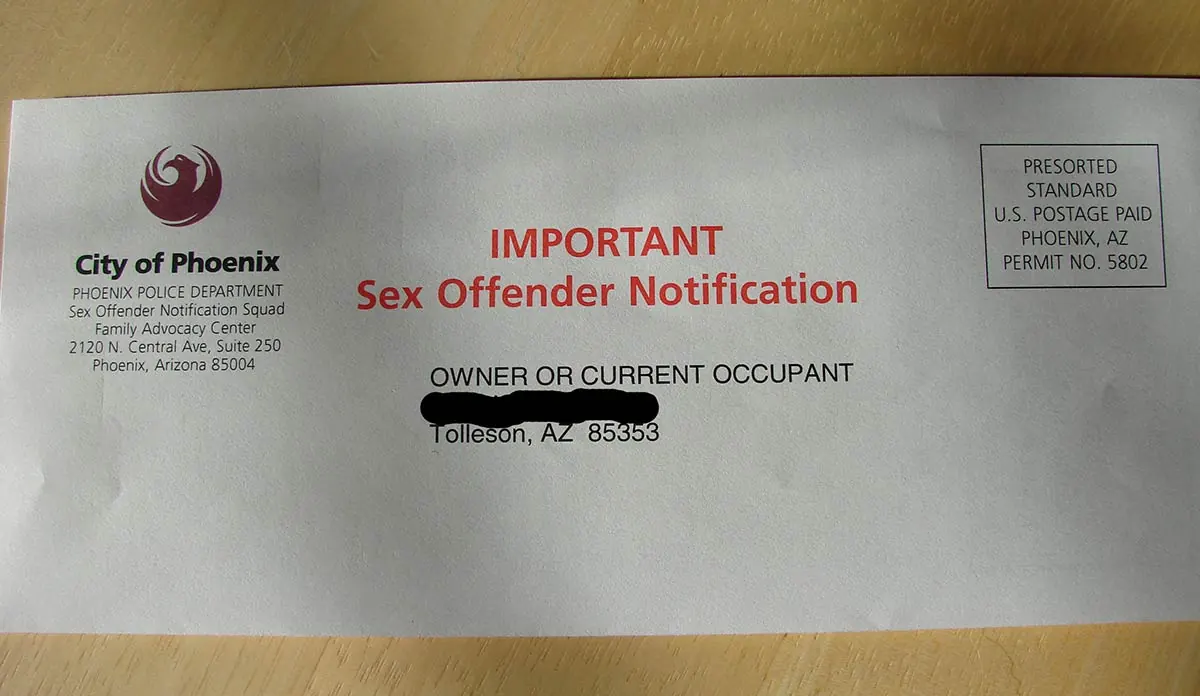 City of Phoenix
PHOENIX POLICE DEPARTMENT
Sex Offender Notification Squad
Family Advocacy Center
2120 N. Central Ave, Suite 250
Phoenix, Arizona 85004
IMPORTANT
Sex Offender Notification
PRESORTED
STANDARD
U.S. POSTAGE PAID
PHOENIX, AZ
PERMIT NO. 5802
OWNER OR CURRENT OCCUPANT
Tolleson, AZ 85353